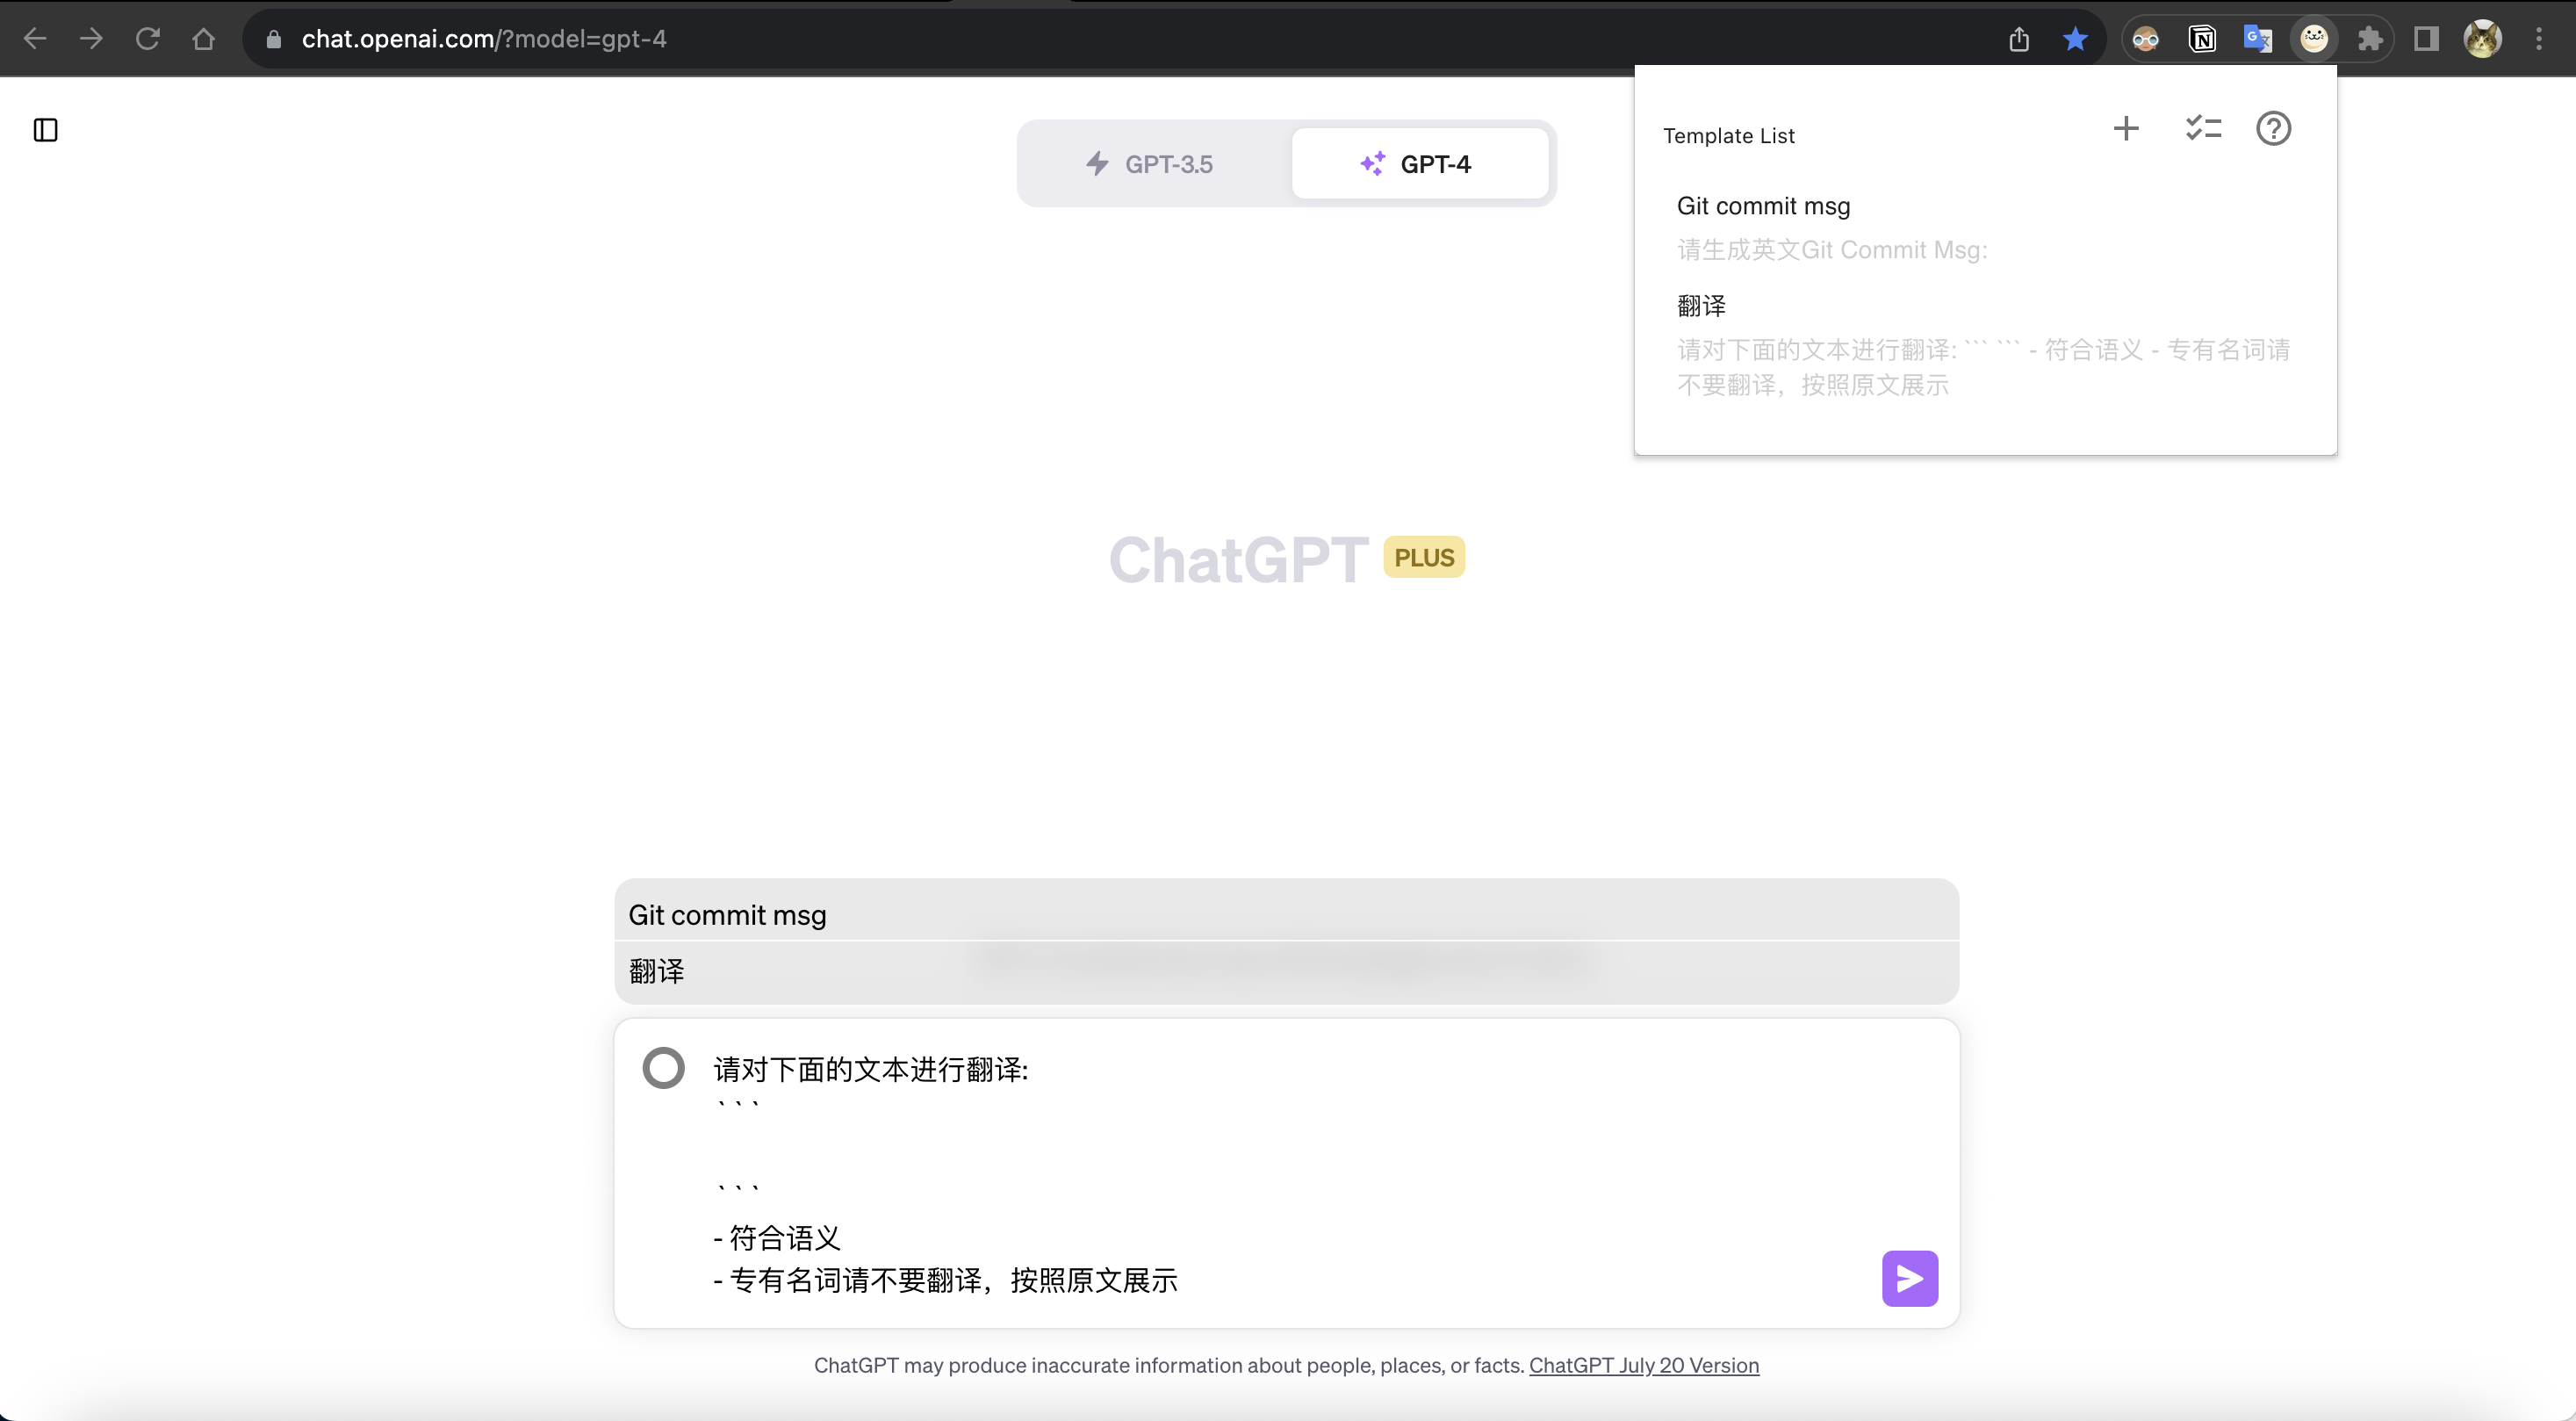 chat.openai.com/?model=gpt-4
GPT-3.5
GPT-4
Template List
Git commit msg
请生成英文Git Commit Msg:
翻译
请对下面的文本进行翻译: ``` ``` - 符合语义 - 专有名词请
不要翻译，按照原文展示
ChatGPT PLUS
Git commit msg
翻译
请对下面的文本进行翻译:
```
```
- 符合语义
- 专有名词请不要翻译，按照原文展示
ChatGPT may produce inaccurate information about people, places, or facts. ChatGPT July 20 Version